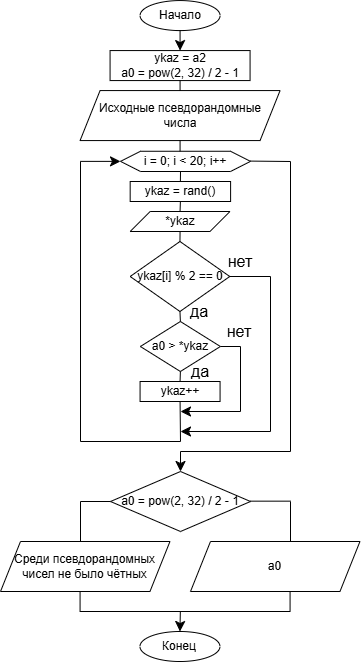 Начало
ykaz = a2
a0 = pow(2, 32) / 2 - 1
Исходные псевдорандомные
числа
i = 0; i < 20; i++
ykaz = rand()
*ykaz
ykaz[i] % 2 == 0
нет
да
a0 > *ykaz
нет
да
ykaz++
a0 = pow(2, 32) / 2 - 1
Среди псевдорандомных
чисел не было чётных
a0
Конец